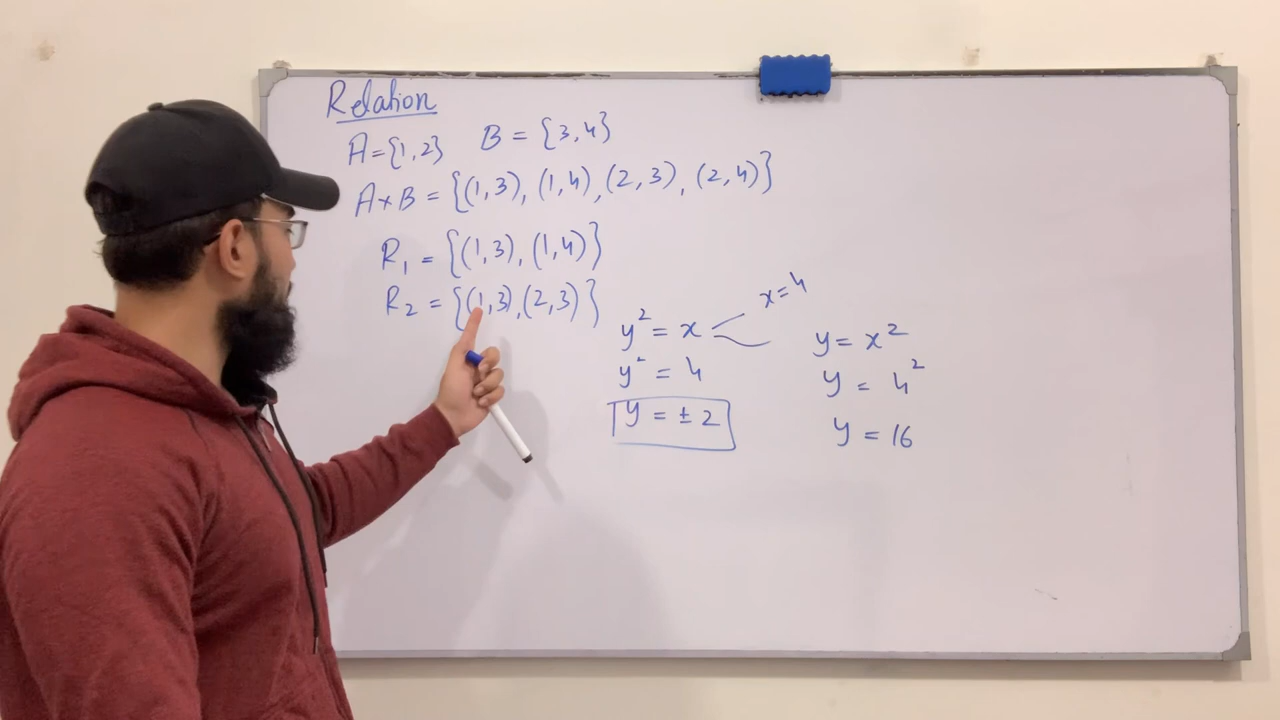 Relation
A={1,2} B = {3,4}
A×B = {(1,3), (1,4), (2,3), (2,4)}
R₁ = {(1,3), (1,4)}
R₂ = {(1,3), (2,3)}
y² = x x=4
y² = 4
y = ± 2
y = x²
y = 4²
y = 16